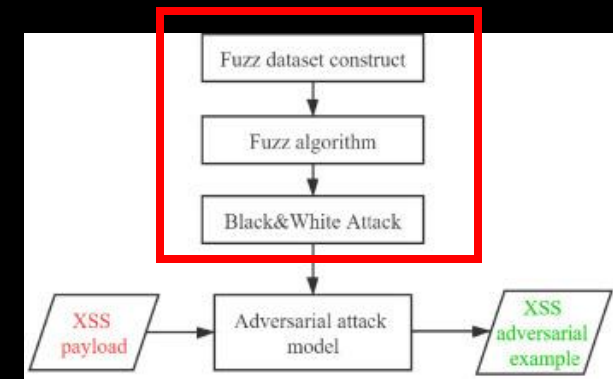 Fuzz dataset construct
Fuzz algorithm
Black&White Attack
XSS
payload
Adversarial attack
model
XSS
adversarial
example